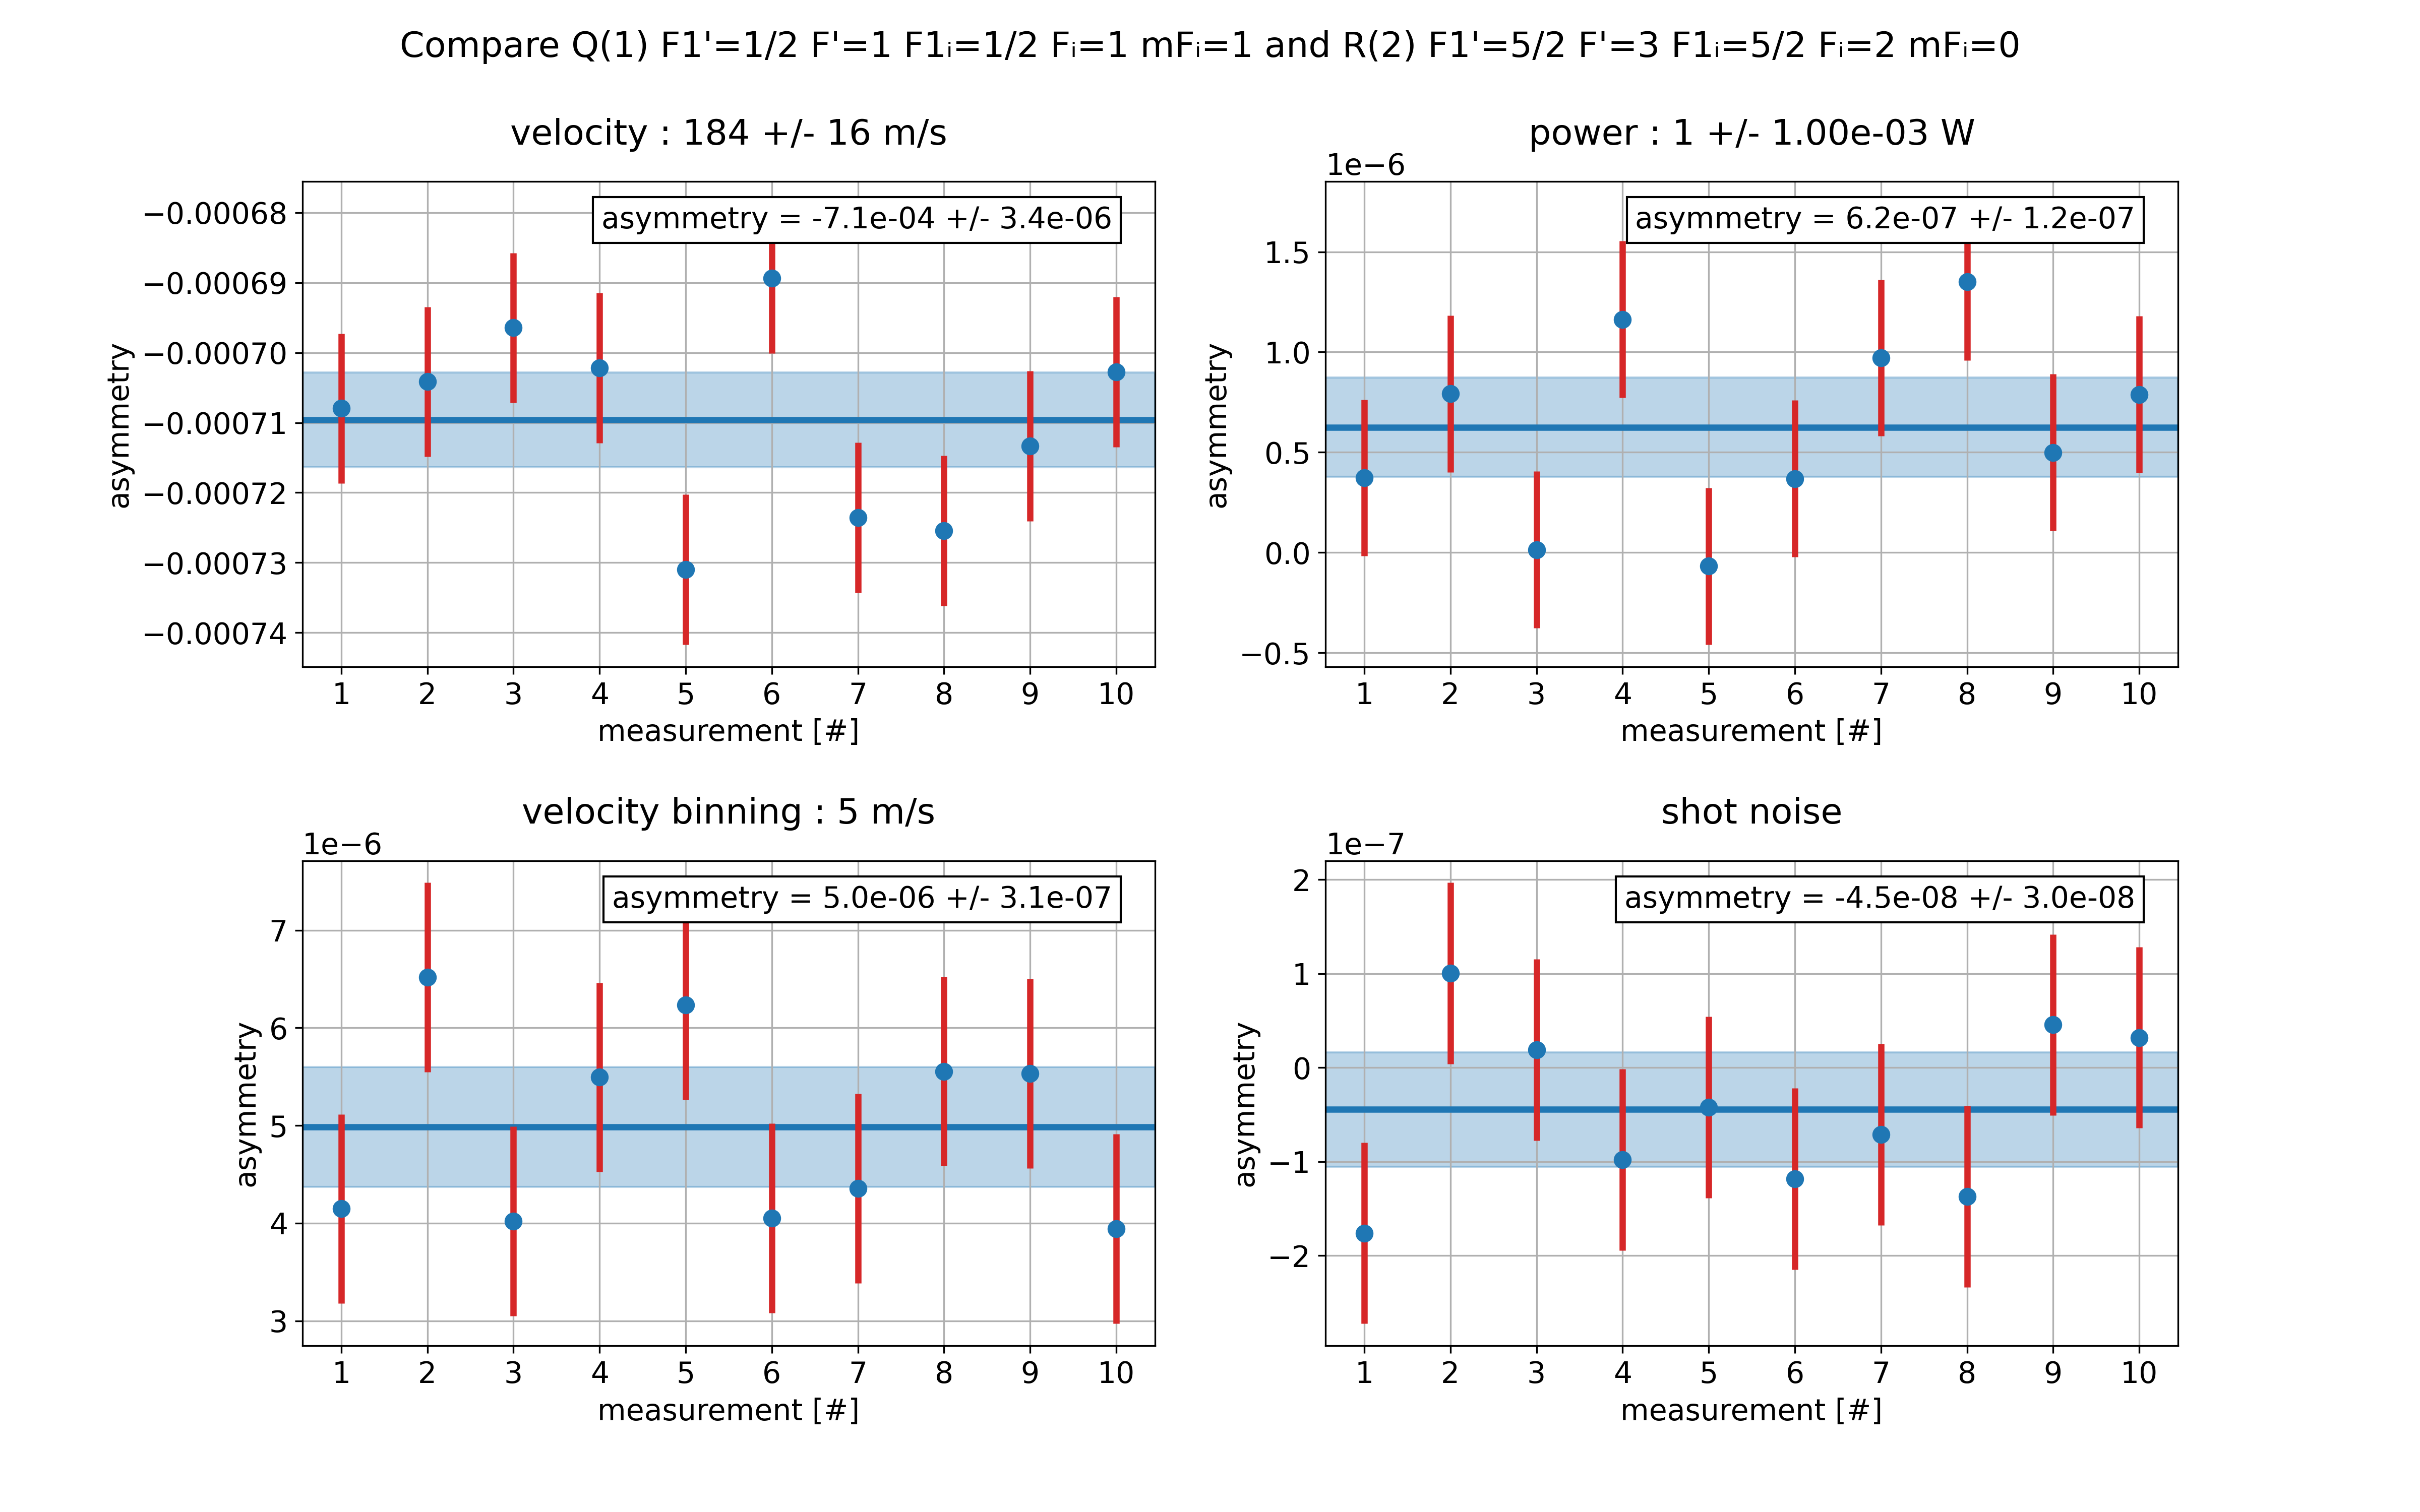 Compare Q(1) F1'=1/2 F'=1 F1ᵢ=1/2 Fᵢ=1 mFᵢ=1 and R(2) F1'=5/2 F'=3 F1ᵢ=5/2 Fᵢ=2 mFᵢ=0
velocity : 184 +/- 16 m/s
asymmetry = -7.1e-04 +/- 3.4e-06
−0.00068
−0.00069
−0.00070
−0.00071
−0.00072
−0.00073
−0.00074
asymmetry
1 2 3 4 5 6 7 8 9 10
measurement [#]
power : 1 +/- 1.00e-03 W
1e−6
asymmetry = 6.2e-07 +/- 1.2e-07
1.5
1.0
0.5
0.0
−0.5
asymmetry
1 2 3 4 5 6 7 8 9 10
measurement [#]
velocity binning : 5 m/s
1e−6
asymmetry = 5.0e-06 +/- 3.1e-07
7
6
5
4
3
asymmetry
1 2 3 4 5 6 7 8 9 10
measurement [#]
shot noise
1e−7
asymmetry = -4.5e-08 +/- 3.0e-08
2
1
0
−1
−2
asymmetry
1 2 3 4 5 6 7 8 9 10
measurement [#]